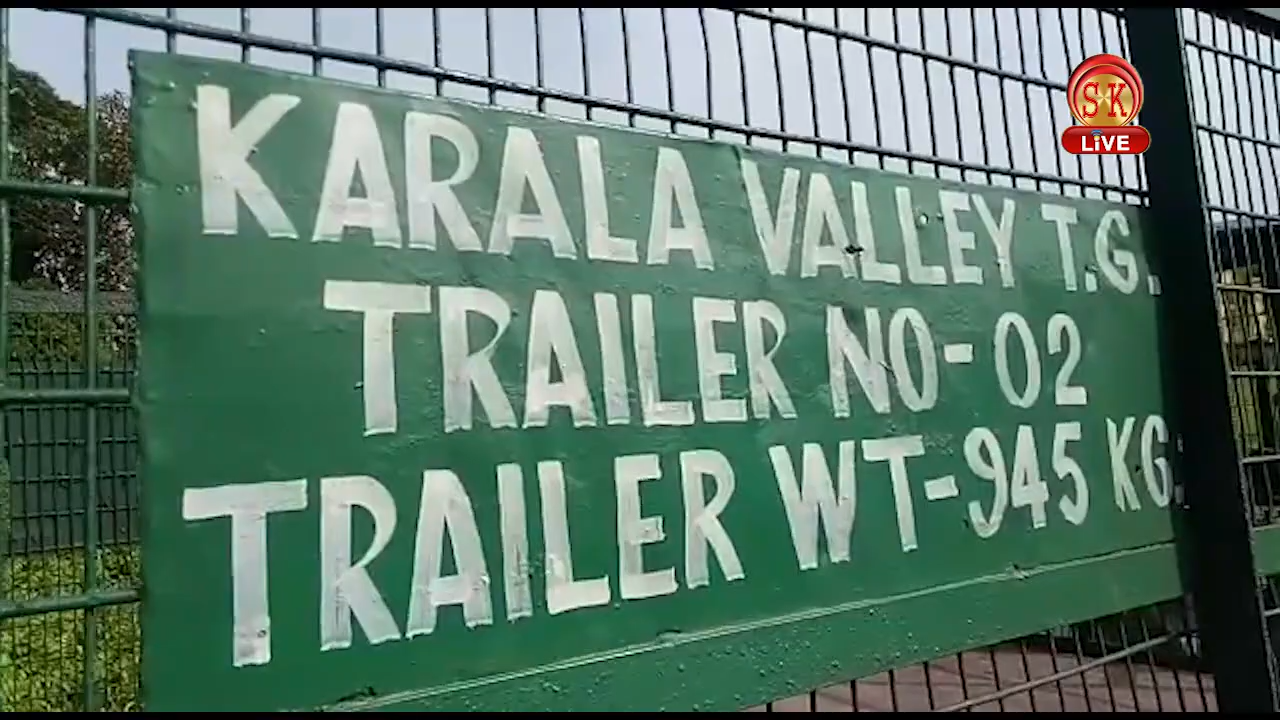 KARALA VALLEY T.G.
TRAILER NO-02
TRAILER WT-945 KG.
SK
LiVE